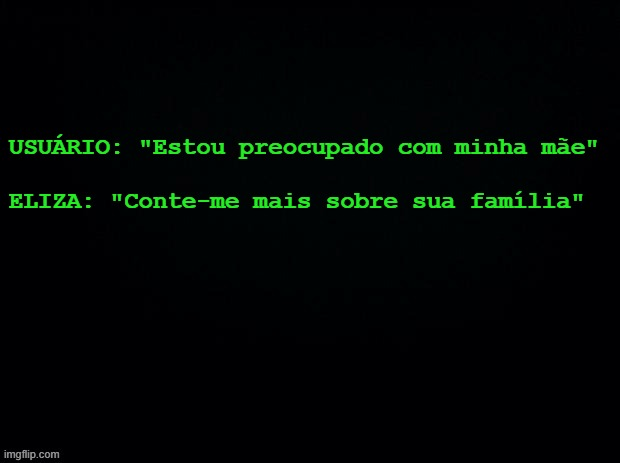 USUÁRIO: "Estou preocupado com minha mãe"
ELIZA: "Conte-me mais sobre sua família"
imgflip.com